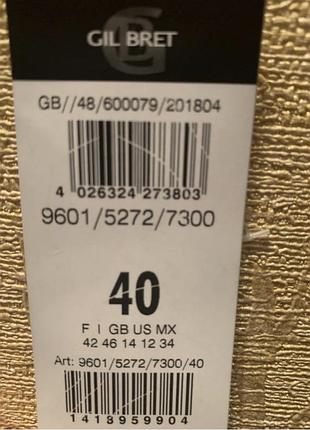 GIL BRET
GB//48/600079/201804
4 026324 273803
9601/5272/7300
40
F I GB US MX
42 46 14 12 34
Art: 9601/5272/7300/40
1418959904